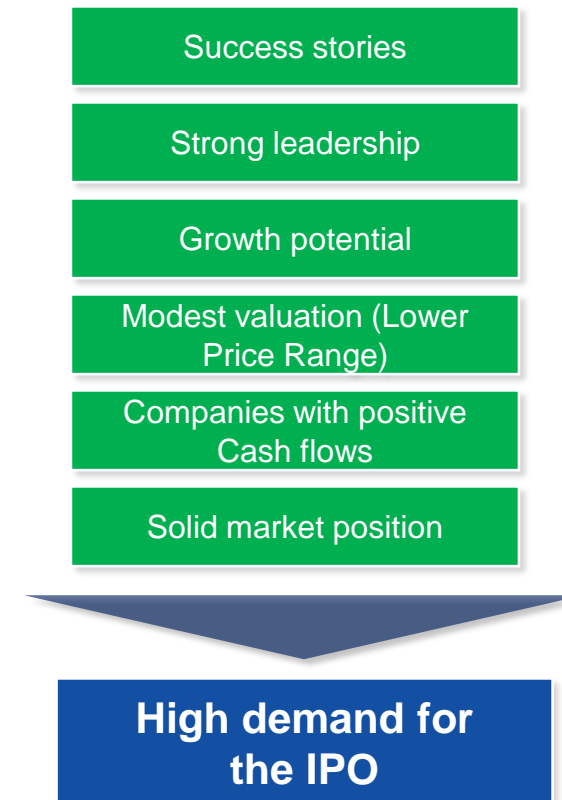 Success stories
Strong leadership
Growth potential
Modest valuation (Lower
Price Range)
Companies with positive
Cash flows
Solid market position
High demand for
the IPO